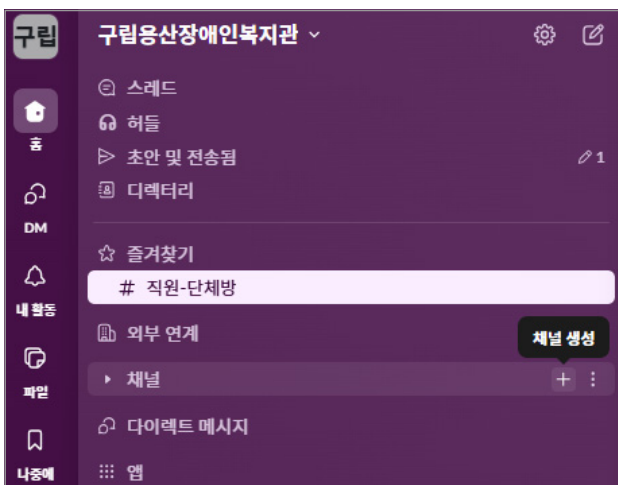 구립
구립용산장애인복지관
스레드
허들
홈
초안 및 전송됨
1
디렉터리
DM
즐겨찾기
# 직원-단체방
내 활동
외부 연계
채널 생성
채널
파일
다이렉트 메시지
나중에
앱